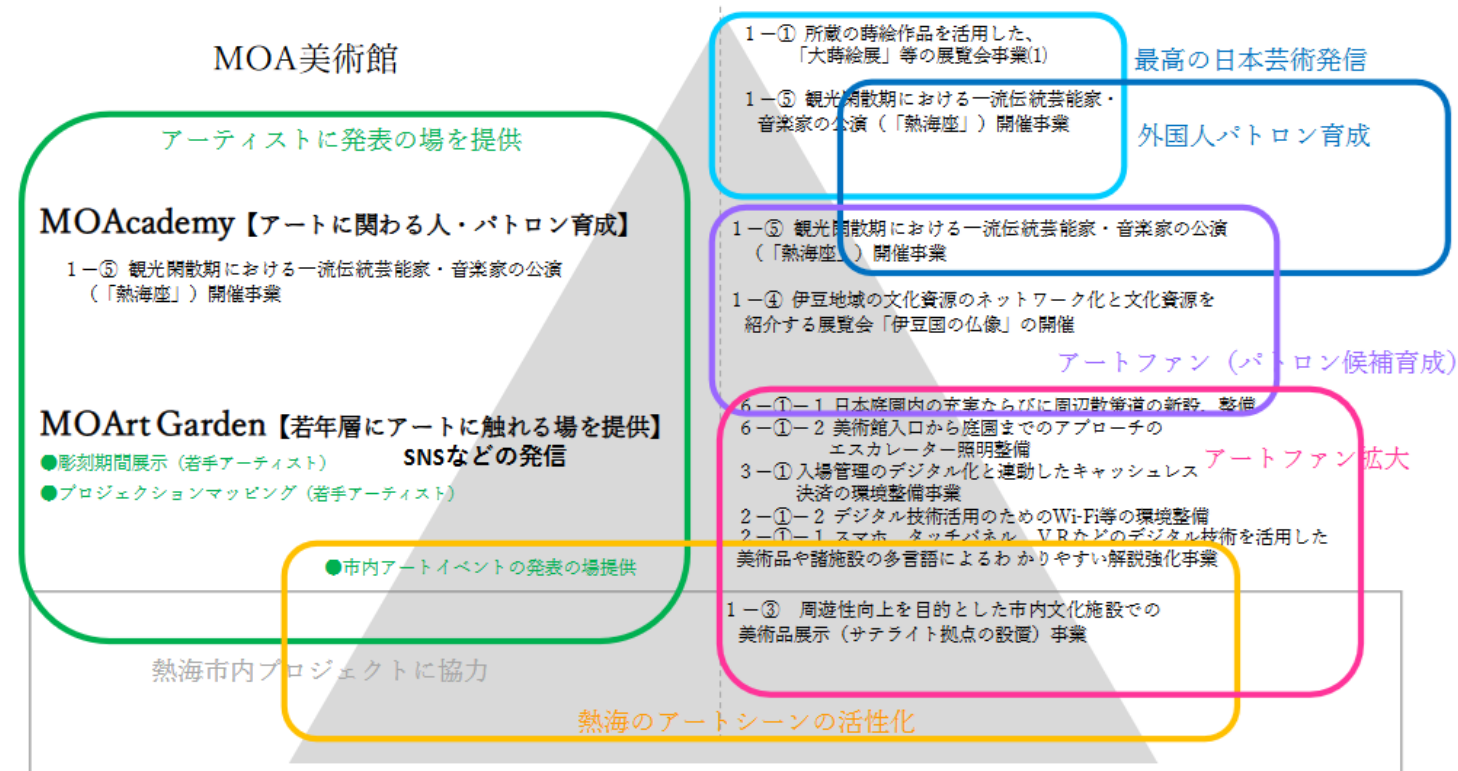 MOA美術館
アーティストに発表の場を提供
MOAcademy【アートに関わる人・パトロン育成】
1－⑤ 観光閑散期における一流伝統芸能家・音楽家の公演
（「熱海座」）開催事業
MOArt Garden【若年層にアートに触れる場を提供】
SNSなどの発信
●彫刻期間展示（若手アーティスト）
●プロジェクションマッピング（若手アーティスト）
●市内アートイベントの発表の場提供
熱海市内プロジェクトに協力
熱海のアートシーンの活性化
1－① 所蔵の蒔絵作品を活用した、
「大蒔絵展」等の展覧会事業(1)
1－⑤ 観光閑散期における一流伝統芸能家・
音楽家の公演（「熱海座」）開催事業
最高の日本芸術発信
外国人パトロン育成
1－⑤ 観光閑散期における一流伝統芸能家・音楽家の公演
（「熱海座」）開催事業
1－④ 伊豆地域の文化資源のネットワーク化と文化資源を
紹介する展覧会「伊豆国の仏像」の開催
アートファン（パトロン候補育成）
6－①－1 日本庭園内の充実ならびに周辺散策道の新設、整備
6－①－2 美術館入口から庭園までのアプローチの
エスカレーター照明整備
3－① 入場管理のデジタル化と連動したキャッシュレス
決済の環境整備事業
アートファン拡大
2－①－2 デジタル技術活用のためのWi-Fi等の環境整備
2－①－1 スマホ、タッチパネル、VRなどのデジタル技術を活用した
美術品や諸施設の多言語によるわかりやすい解説強化事業
1－③　周遊性向上を目的とした市内文化施設での
美術品展示（サテライト拠点の設置）事業